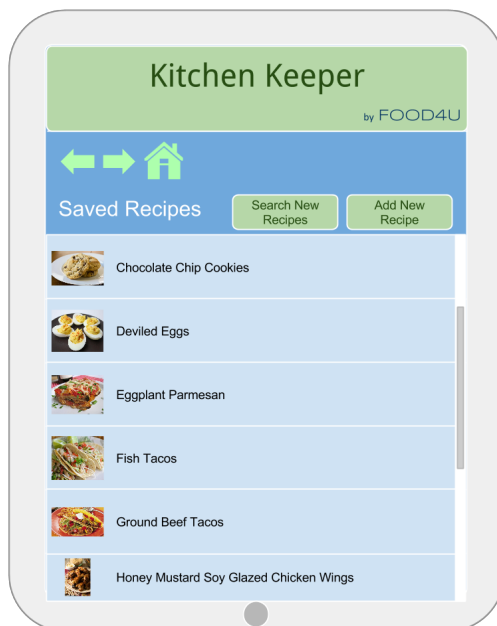 Kitchen Keeper
by FOOD4U
Saved Recipes
Search New
Recipes
Add New
Recipe
Chocolate Chip Cookies
Deviled Eggs
Eggplant Parmesan
Fish Tacos
Ground Beef Tacos
Honey Mustard Soy Glazed Chicken Wings